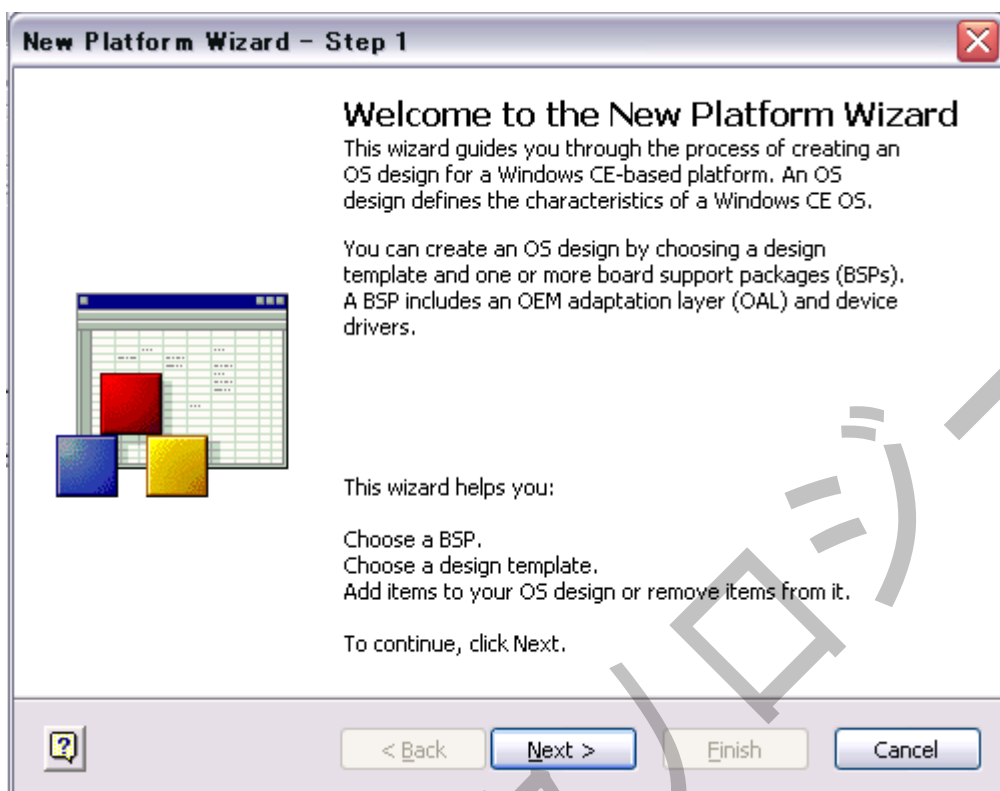 New Platform Wizard - Step 1
Welcome to the New Platform Wizard
This wizard guides you through the process of creating an
OS design for a Windows CE-based platform. An OS
design defines the characteristics of a Windows CE OS.
You can create an OS design by choosing a design
template and one or more board support packages (BSPs).
A BSP includes an OEM adaptation layer (OAL) and device
drivers.
This wizard helps you:
Choose a BSP.
Choose a design template.
Add items to your OS design or remove items from it.
To continue, click Next.
?
< Back
Next >
Finish
Cancel
ノロジー